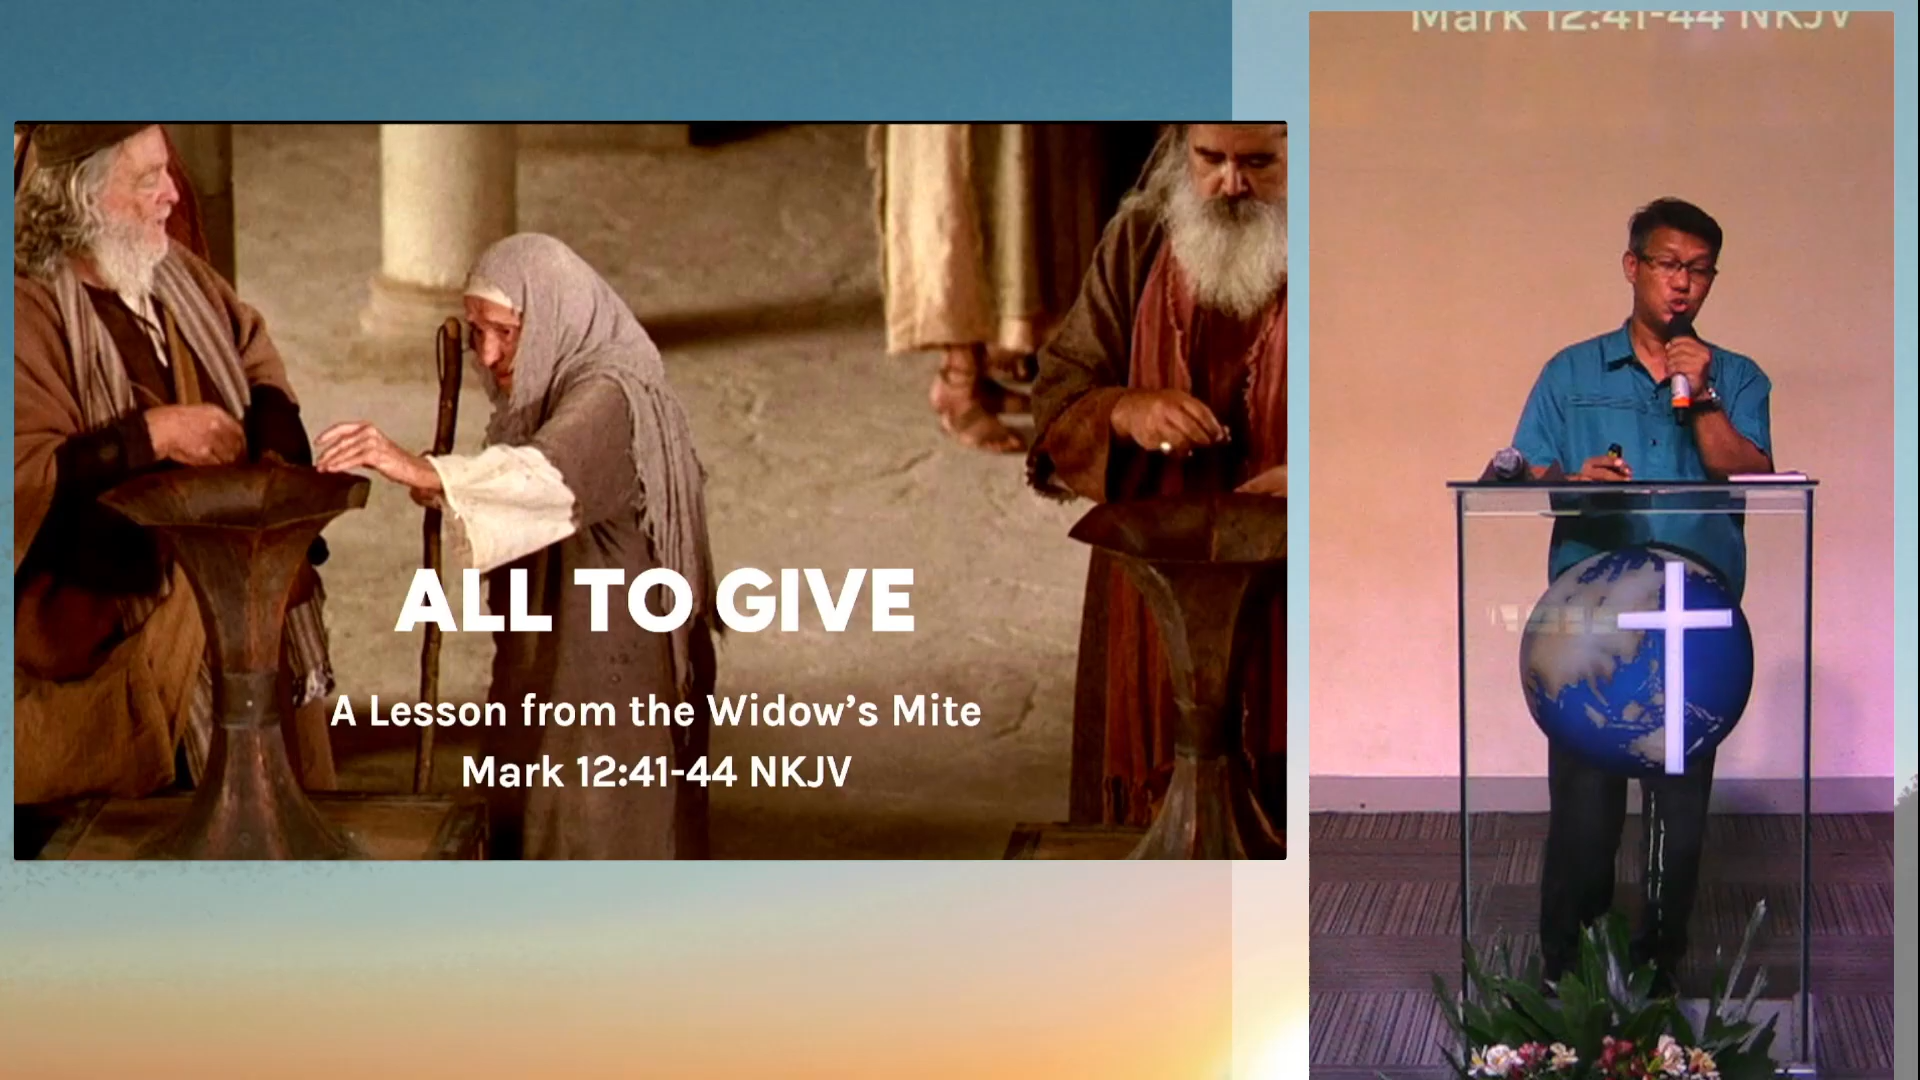 ALL TO GIVE
A Lesson from the Widow’s Mite
Mark 12:41-44 NKJV
Mark 12:41-44 NKJV